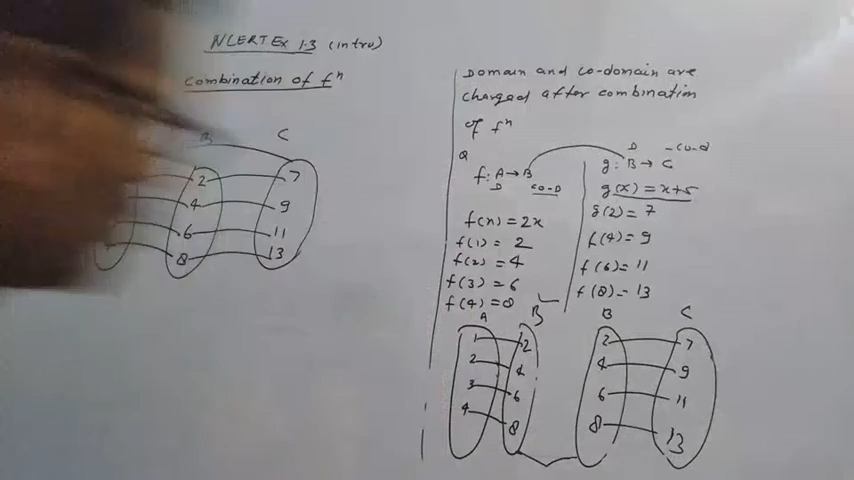 NCERT Ex 1.3 (intro)
Combination of fⁿ
B C
2 7
4 9
6 11
8 13
Domain and co-domain are
charged after combination
of fⁿ
Q
f: A → B
D co-D
f(x) = 2x
f(1) = 2
f(2) = 4
f(3) = 6
f(4) = 8
D -co-d
g: B → C
g(x) = x+5
g(2) = 7
f(4) = 9
f(6) = 11
f(8) = 13
A B B C
1 2 2 7
2 4 4 9
3 6 6 11
4 8 8 13